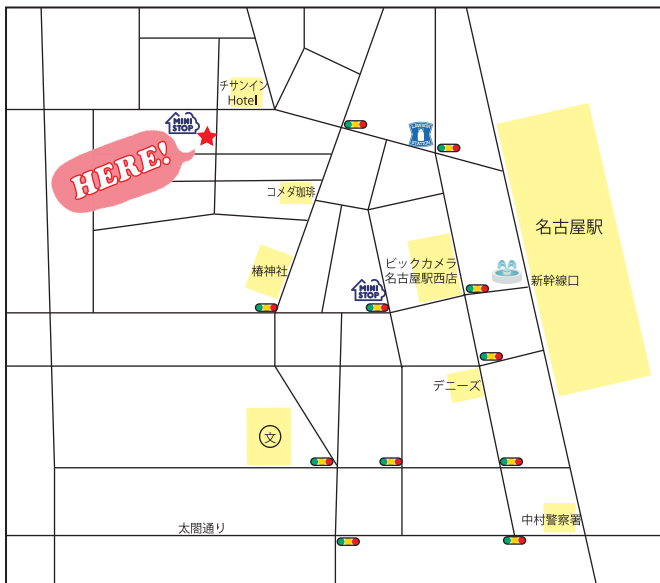 チサンイン
Hotel
MINI
STOP
LAWSON
STATION
HERE!
コメダ珈琲
名古屋駅
椿神社
ビックカメラ
名古屋駅西店
新幹線口
MINI
STOP
デニーズ
文
中村警察署
太閤通り